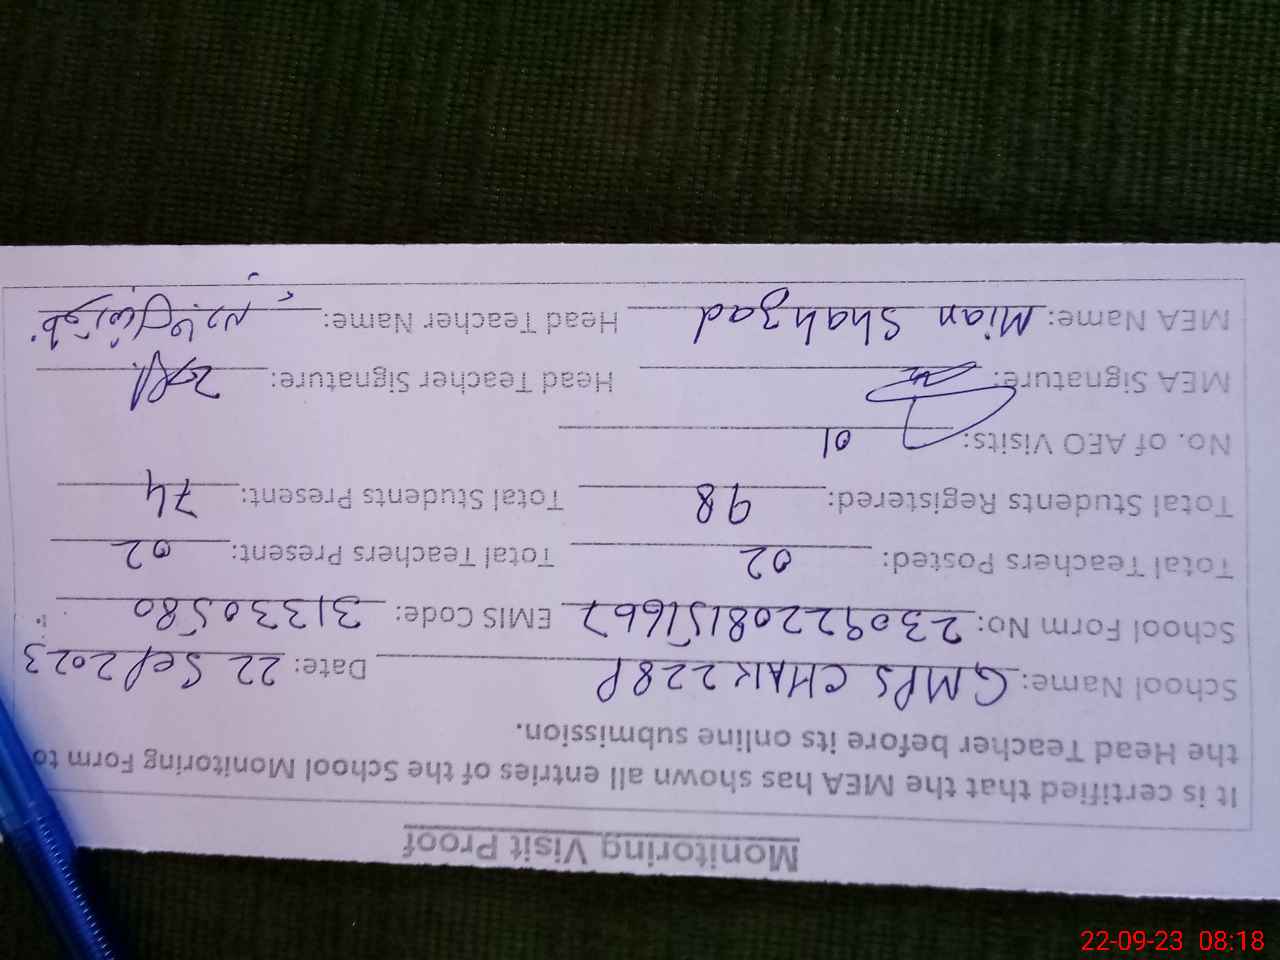 Monitoring Visit Proof
It is certified that the MEA has shown all entries of the School Monitoring Form to
the Head Teacher before its online submission.
School Name: GMPS CHAK 228P Date: 22 Sep 2023
School Form No: 23092208151667 EMIS Code: 31330580
Total Teachers Posted: 02 Total Teachers Present: 02
Total Students Registered: 98 Total Students Present: 74
No. of AEO Visits: 01
MEA Signature: Head Teacher Signature:
MEA Name: Mian Shahzad Head Teacher Name:
22-09-23 08:18